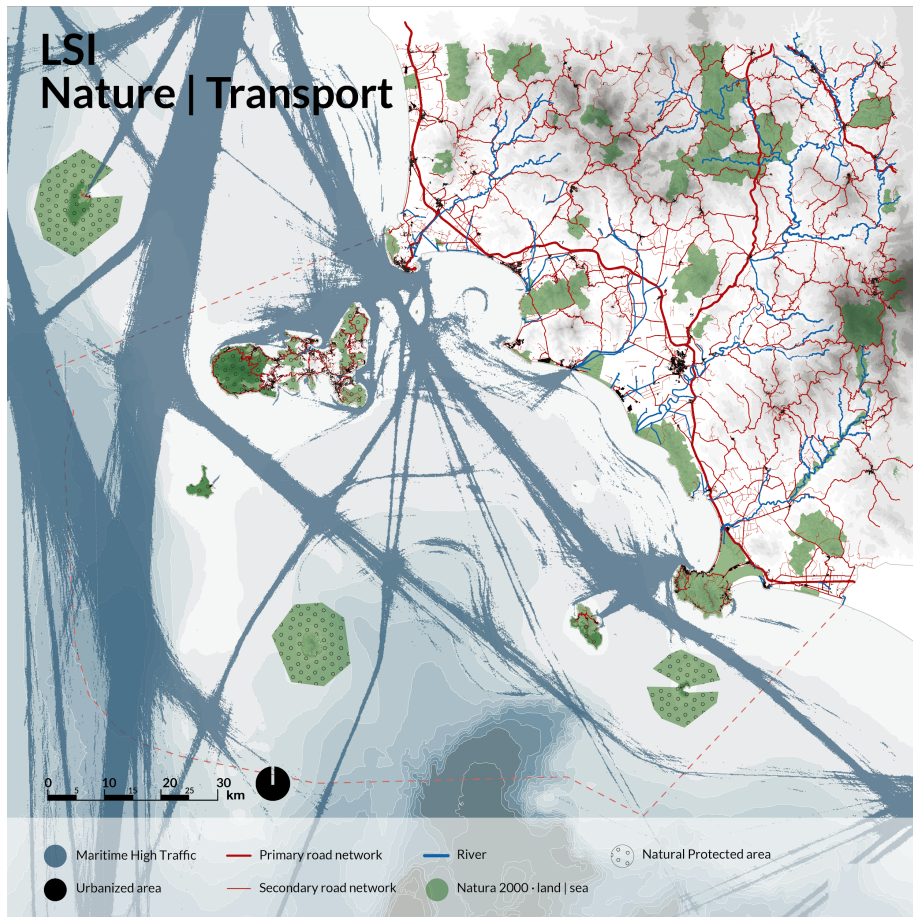 LSI
Nature | Transport
0 10 20 30
5 15 25 km
Maritime High Traffic
Primary road network
River
Natural Protected area
Urbanized area
Secondary road network
Natura 2000 · land | sea